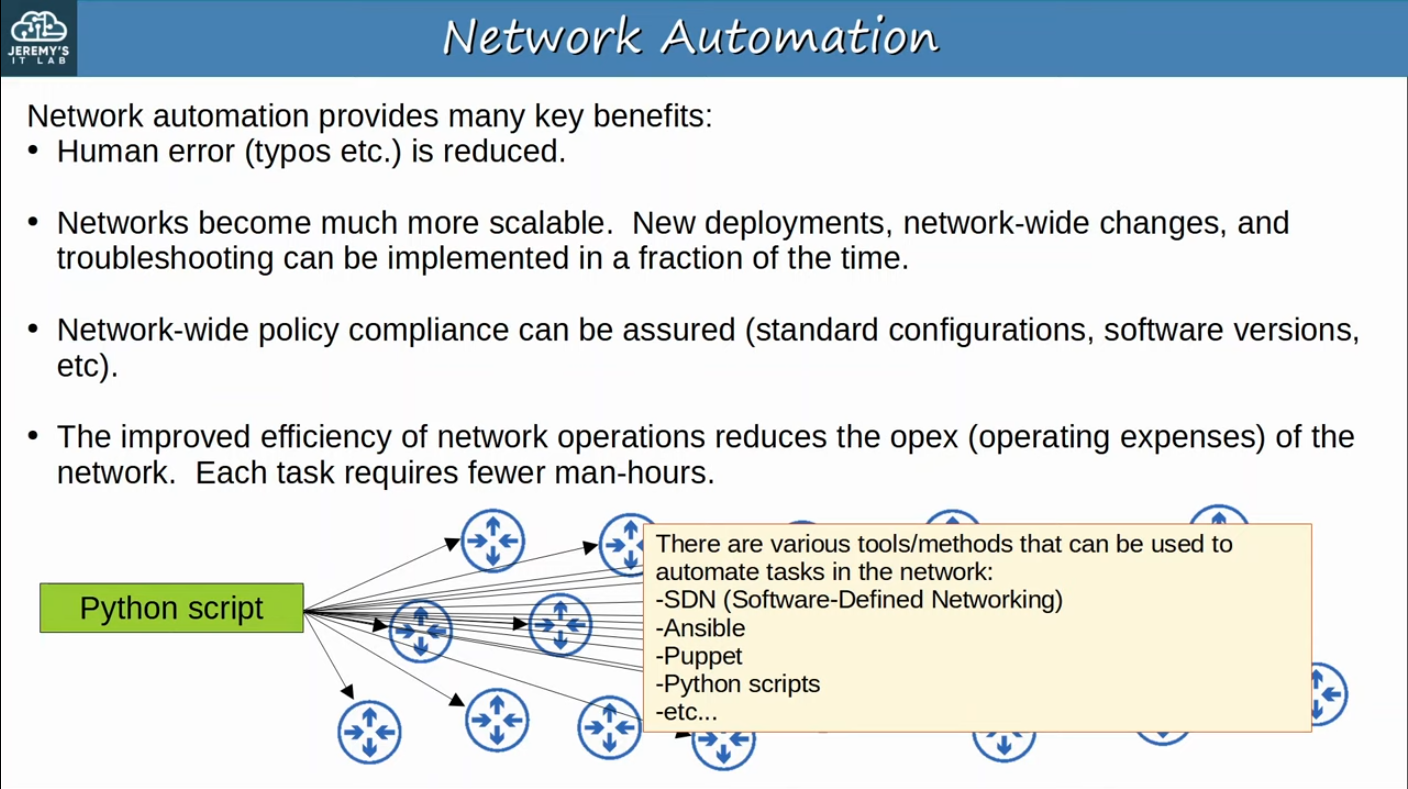 JEREMY'S
IT LAB
Network Automation
Network automation provides many key benefits:
• Human error (typos etc.) is reduced.
• Networks become much more scalable.  New deployments, network-wide changes, and
troubleshooting can be implemented in a fraction of the time.
• Network-wide policy compliance can be assured (standard configurations, software versions,
etc).
• The improved efficiency of network operations reduces the opex (operating expenses) of the
network.  Each task requires fewer man-hours.
Python script
There are various tools/methods that can be used to
automate tasks in the network:
-SDN (Software-Defined Networking)
-Ansible
-Puppet
-Python scripts
-etc...